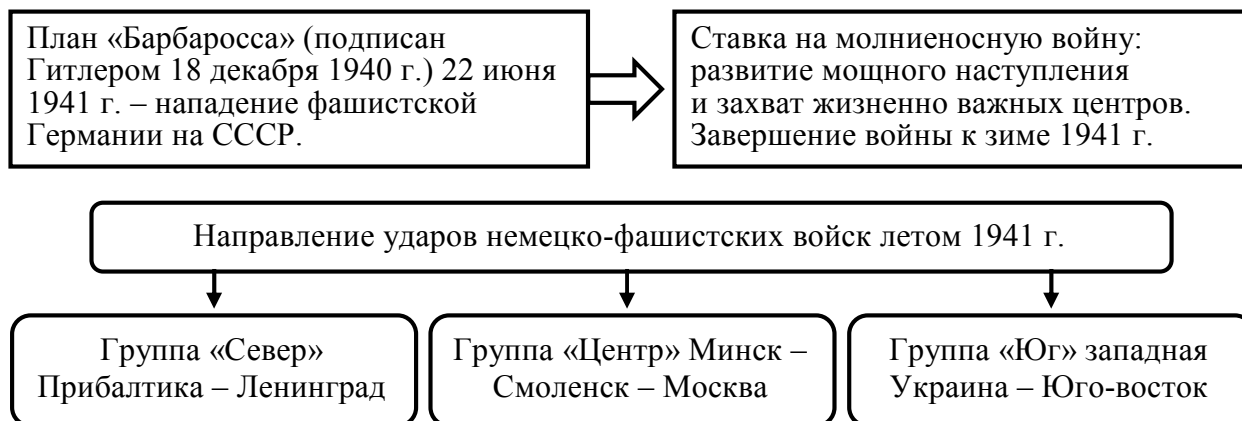 План «Барбаросса» (подписан
Гитлером 18 декабря 1940 г.) 22 июня
1941 г. – нападение фашистской
Германии на СССР.
Ставка на молниеносную войну:
развитие мощного наступления
и захват жизненно важных центров.
Завершение войны к зиме 1941 г.
Направление ударов немецко-фашистских войск летом 1941 г.
Группа «Север»
Прибалтика – Ленинград
Группа «Центр» Минск –
Смоленск – Москва
Группа «Юг» западная
Украина – Юго-восток